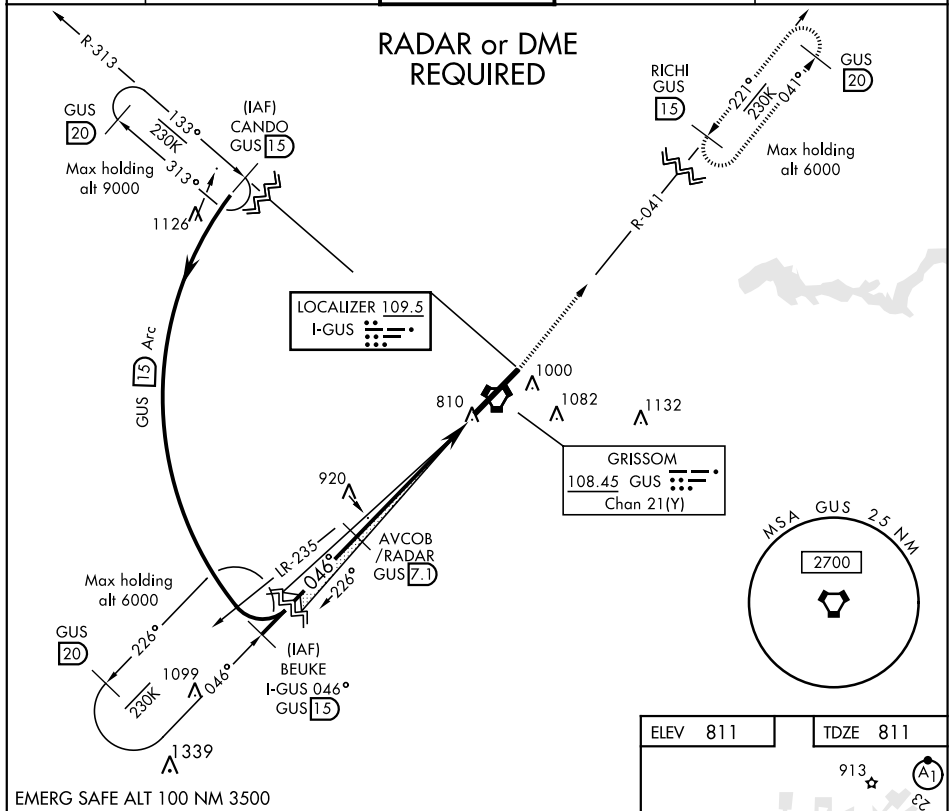 RADAR or DME
REQUIRED
R-313
GUS
20
133°
230K
313°
Max holding
alt 9000
(IAF)
CANDO
GUS 15
1126
RICHI
GUS
15
221°
230K
041°
GUS
20
Max holding
alt 6000
R-041
LOCALIZER 109.5
I-GUS
GUS 15 Arc
810
1000
1082
1132
GRISSOM
108.45 GUS
Chan 21(Y)
920
AVCOB
/RADAR
GUS 7.1
LR-235
046°
226°
Max holding
alt 6000
GUS
20
226°
230K
1099
046°
(IAF)
BEUKE
I-GUS 046°
GUS 15
1339
MSA GUS 25 NM
2700
EMERG SAFE ALT 100 NM 3500
ELEV 811
TDZE 811
913
A1
23